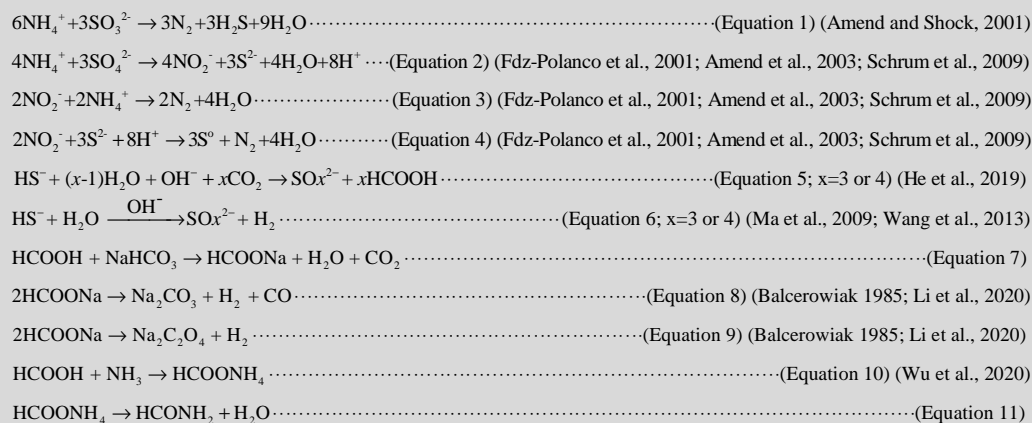 6NH₄⁺+3SO₃²⁻ → 3N₂+3H₂S+9H₂O⋯⋯⋯⋯⋯⋯⋯⋯⋯⋯(Equation 1) (Amend and Shock, 2001)
4NH₄⁺+3SO₄²⁻ → 4NO₂⁻+3S²⁻+4H₂O+8H⁺ ⋯⋯(Equation 2) (Fdz-Polanco et al., 2001; Amend et al., 2003; Schrum et al., 2009)
2NO₂⁻+2NH₄⁺ → 2N₂+4H₂O⋯⋯⋯⋯⋯(Equation 3) (Fdz-Polanco et al., 2001; Amend et al., 2003; Schrum et al., 2009)
2NO₂⁻+3S²⁻ +8H⁺ →3Sᵒ + N₂+4H₂O⋯⋯⋯(Equation 4) (Fdz-Polanco et al., 2001; Amend et al., 2003; Schrum et al., 2009)
HS⁻ + (x-1)H₂O + OH⁻ + xCO₂ → SOx²⁻ + xHCOOH⋯⋯⋯⋯⋯⋯⋯⋯(Equation 5; x=3 or 4) (He et al., 2019)
HS⁻ + H₂O —OH⁻→ SOx²⁻ + H₂ ⋯⋯⋯⋯⋯⋯⋯⋯(Equation 6; x=3 or 4) (Ma et al., 2009; Wang et al., 2013)
HCOOH + NaHCO₃ → HCOONa + H₂O + CO₂ ⋯⋯⋯⋯⋯⋯⋯⋯⋯⋯⋯⋯(Equation 7)
2HCOONa → Na₂CO₃ + H₂ + CO⋯⋯⋯⋯⋯⋯⋯⋯⋯(Equation 8) (Balcerowiak 1985; Li et al., 2020)
2HCOONa → Na₂C₂O₄ + H₂ ⋯⋯⋯⋯⋯⋯⋯⋯⋯⋯(Equation 9) (Balcerowiak 1985; Li et al., 2020)
HCOOH + NH₃ → HCOONH₄ ⋯⋯⋯⋯⋯⋯⋯⋯⋯⋯⋯⋯(Equation 10) (Wu et al., 2020)
HCOONH₄ → HCONH₂ + H₂O⋯⋯⋯⋯⋯⋯⋯⋯⋯⋯⋯⋯⋯⋯(Equation 11)